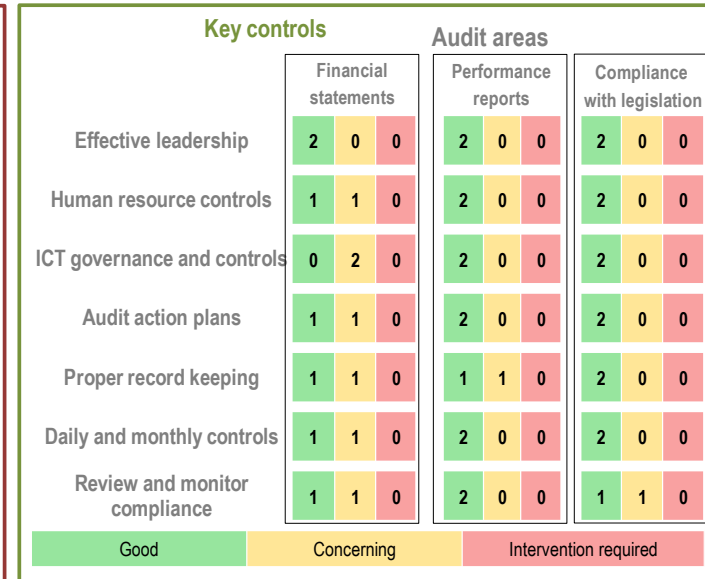 Key controls
Audit areas
Financial statements
Performance reports
Compliance with legislation
Effective leadership 2 0 0 2 0 0 2 0 0
Human resource controls 1 1 0 2 0 0 2 0 0
ICT governance and controls 0 2 0 2 0 0 2 0 0
Audit action plans 1 1 0 2 0 0 2 0 0
Proper record keeping 1 1 0 1 1 0 2 0 0
Daily and monthly controls 1 1 0 2 0 0 2 0 0
Review and monitor compliance 1 1 0 2 0 0 1 1 0
Good Concerning Intervention required